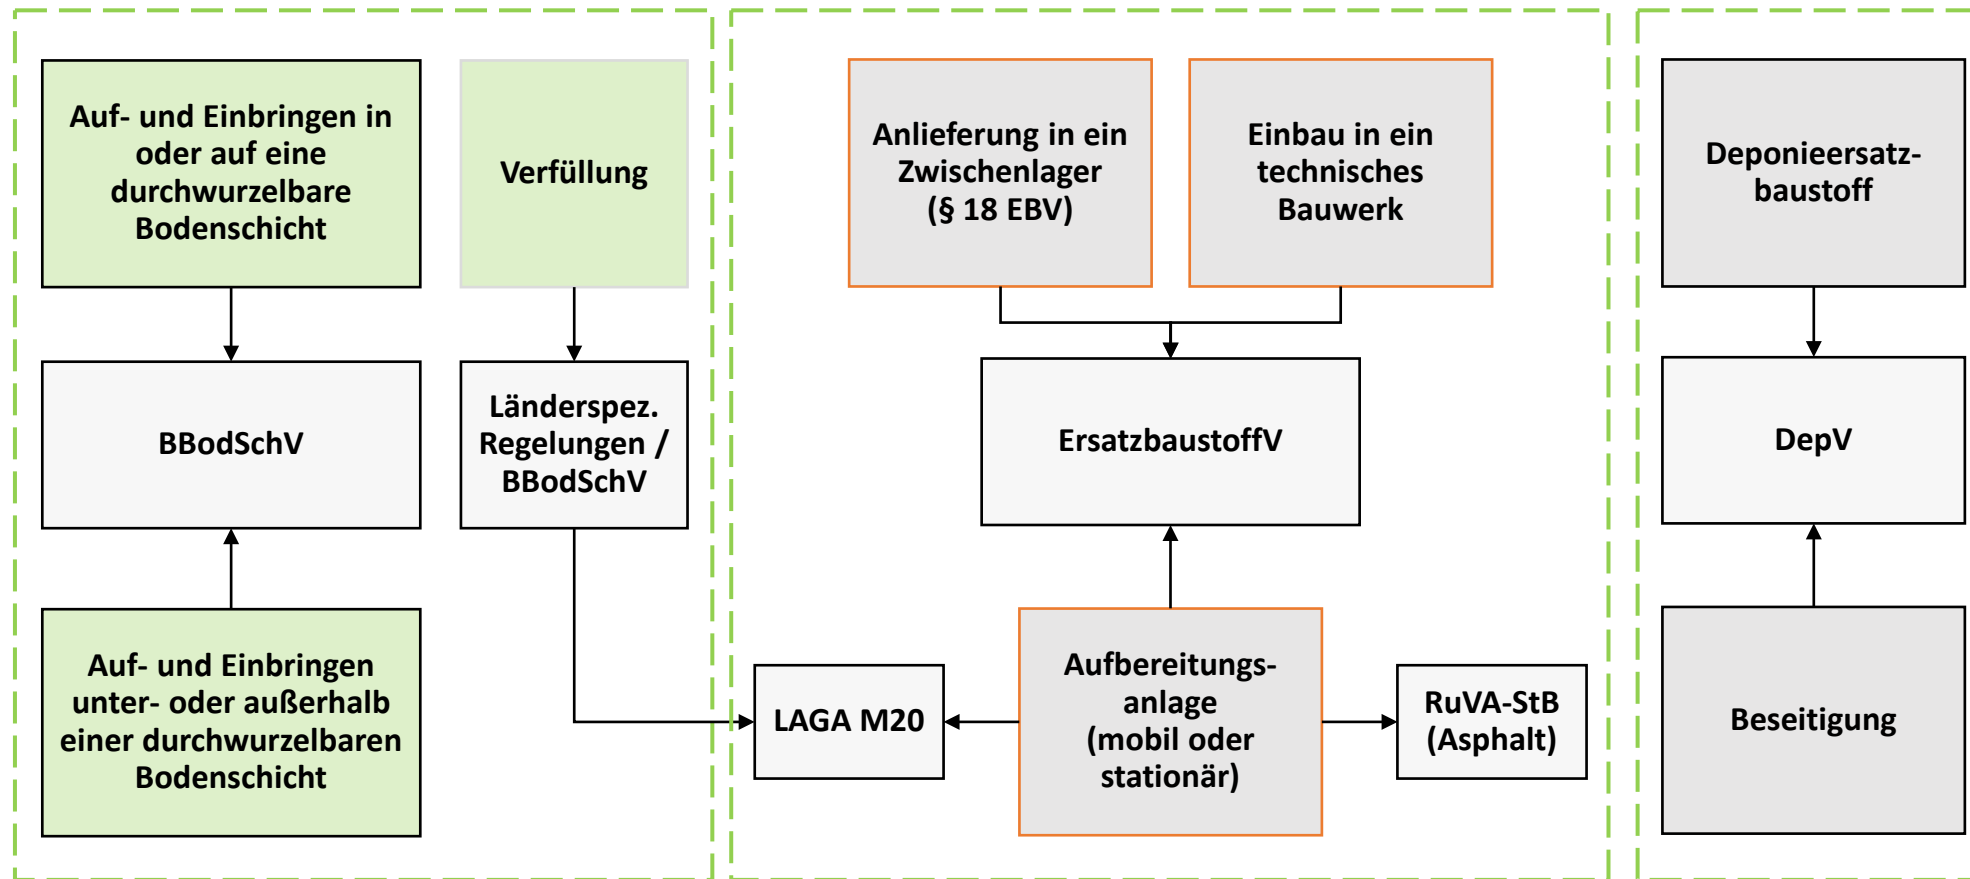 Auf- und Einbringen in
oder auf eine
durchwurzelbare
Bodenschicht
Verfüllung
Anlieferung in ein
Zwischenlager
(§ 18 EBV)
Einbau in ein
technisches
Bauwerk
Deponieersatz-
baustoff
BBodSchV
Länderspez.
Regelungen /
BBodSchV
ErsatzbaustoffV
DepV
Auf- und Einbringen
unter- oder außerhalb
einer durchwurzelbaren
Bodenschicht
LAGA M20
Aufbereitungs-
anlage
(mobil oder
stationär)
RuVA-StB
(Asphalt)
Beseitigung